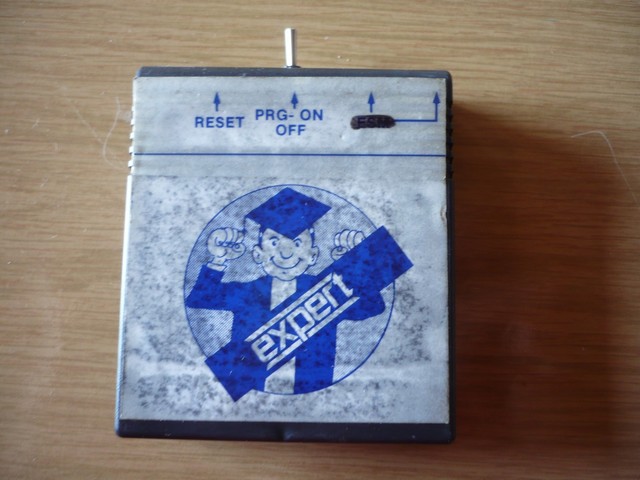 RESET
PRG- ON
OFF
expert